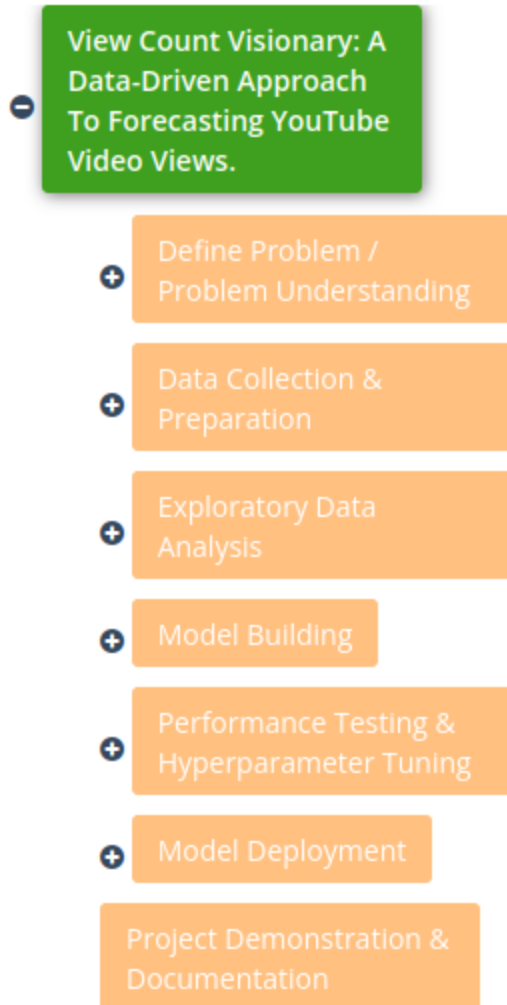 View Count Visionary: A
Data-Driven Approach
To Forecasting YouTube
Video Views.
Define Problem /
Problem Understanding
Data Collection &
Preparation
Exploratory Data
Analysis
Model Building
Performance Testing &
Hyperparameter Tuning
Model Deployment
Project Demonstration &
Documentation